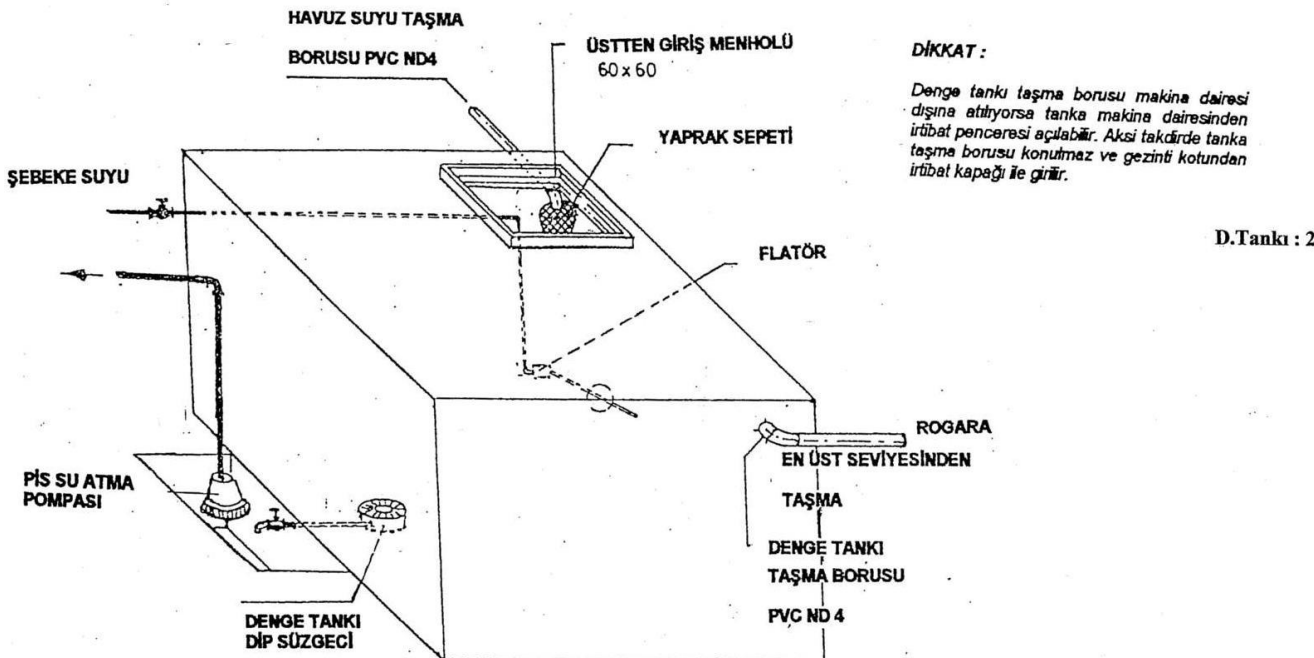 HAVUZ SUYU TAŞMA
BORUSU PVC ND4
ÜSTTEN GİRİŞ MENHOLÜ
60 x 60
YAPRAK SEPETİ
ŞEBEKE SUYU
FLATÖR
DİKKAT :
Denge tankı taşma borusu makina dairesi
dışına atılıyorsa tanka makina dairesinden
irtibat penceresi açılabilir. Aksi takdirde tanka
taşma borusu konulmaz ve gezinti kotundan
irtibat kapağı ile girilir.
D.Tankı : 2
ROGARA
EN ÜST SEVİYESİNDEN
TAŞMA
DENGE TANKI
TAŞMA BORUSU
PVC ND 4
PİS SU ATMA
POMPASI
DENGE TANKI
DİP SÜZGECİ